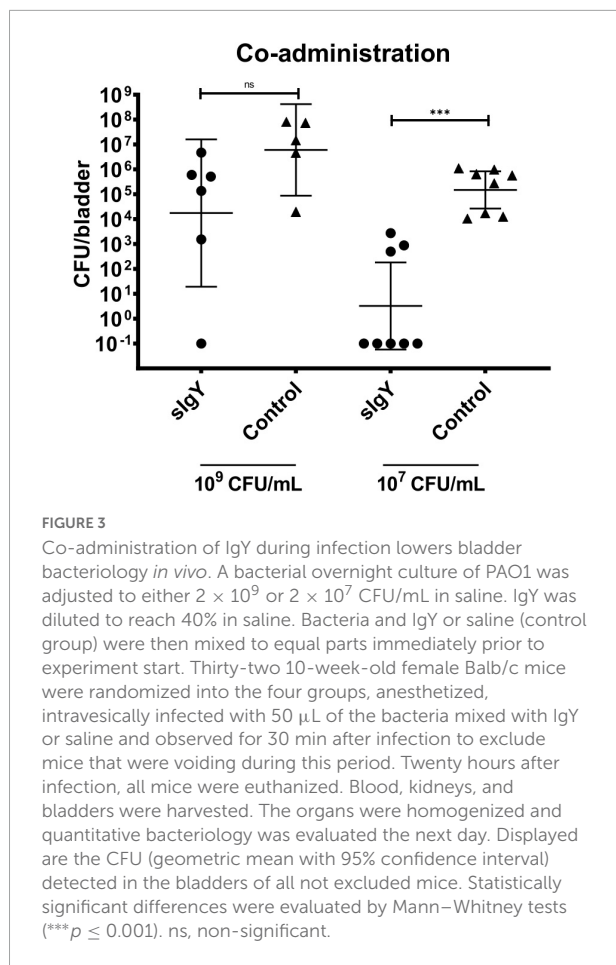 Co-administration
ns
***
CFU/bladder
10⁹
10⁸
10⁷
10⁶
10⁵
10⁴
10³
10²
10¹
10⁰
10⁻¹
sIgY
Control
sIgY
Control
10⁹ CFU/mL
10⁷ CFU/mL
FIGURE 3
Co-administration of IgY during infection lowers bladder
bacteriology in vivo. A bacterial overnight culture of PAO1 was
adjusted to either 2 × 10⁹ or 2 × 10⁷ CFU/mL in saline. IgY was
diluted to reach 40% in saline. Bacteria and IgY or saline (control
group) were then mixed to equal parts immediately prior to
experiment start. Thirty-two 10-week-old female Balb/c mice
were randomized into the four groups, anesthetized,
intravesically infected with 50 μL of the bacteria mixed with IgY
or saline and observed for 30 min after infection to exclude
mice that were voiding during this period. Twenty hours after
infection, all mice were euthanized. Blood, kidneys, and
bladders were harvested. The organs were homogenized and
quantitative bacteriology was evaluated the next day. Displayed
are the CFU (geometric mean with 95% confidence interval)
detected in the bladders of all not excluded mice. Statistically
significant differences were evaluated by Mann–Whitney tests
(***p ≤ 0.001). ns, non-significant.